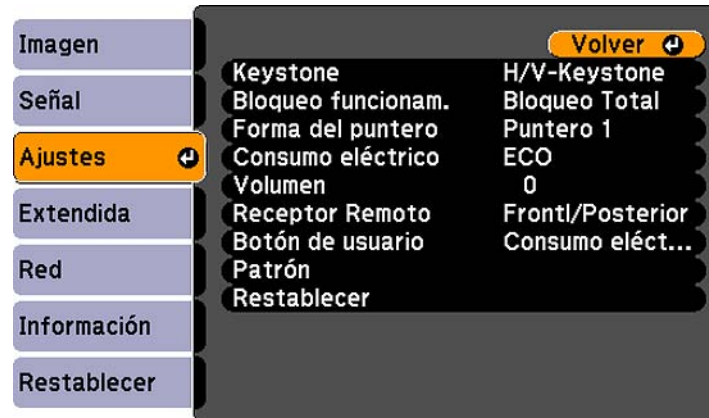 Imagen
Señal
Ajustes
Extendida
Red
Información
Restablecer
Volver
Keystone H/V-Keystone
Bloqueo funcionam. Bloqueo Total
Forma del puntero Puntero 1
Consumo eléctrico ECO
Volumen 0
Receptor Remoto Frontl/Posterior
Botón de usuario Consumo eléct...
Patrón
Restablecer